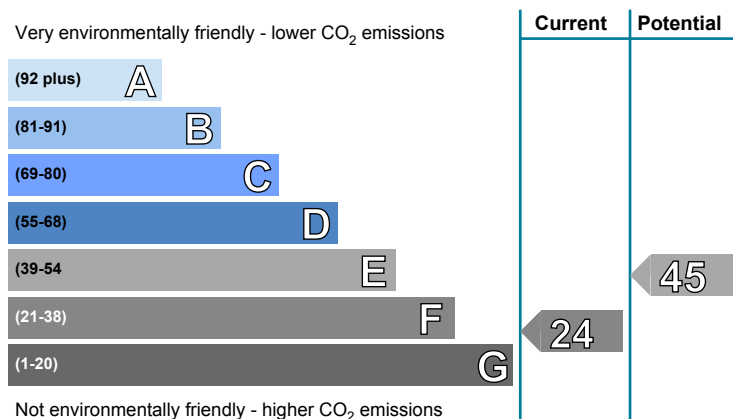 Very environmentally friendly - lower CO2 emissions
Current
Potential
(92 plus) A
(81-91) B
(69-80) C
(55-68) D
(39-54 E
45
(21-38) F
24
(1-20) G
Not environmentally friendly - higher CO2 emissions